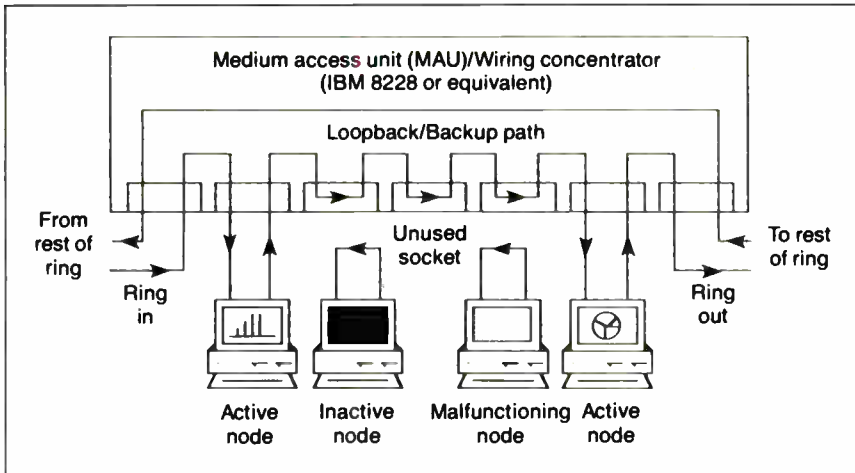 Medium access unit (MAU)/Wiring concentrator
(IBM 8228 or equivalent)
Loopback/Backup path
From
rest of
ring
Ring
in
Unused
socket
To rest
of ring
Ring
out
Active
node
Inactive
node
Malfunctioning
node
Active
node